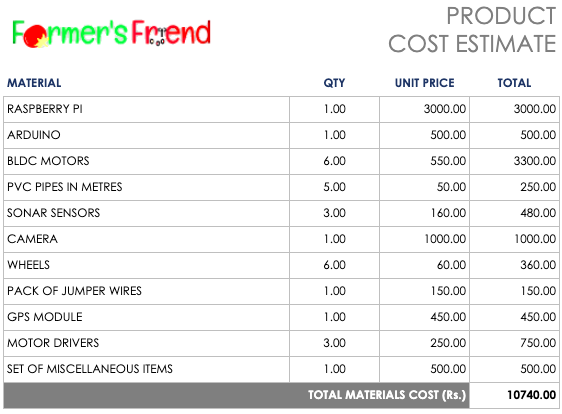 Farmer's Friend
PRODUCT
COST ESTIMATE
MATERIAL QTY UNIT PRICE TOTAL
RASPBERRY PI 1.00 3000.00 3000.00
ARDUINO 1.00 500.00 500.00
BLDC MOTORS 6.00 550.00 3300.00
PVC PIPES IN METRES 5.00 50.00 250.00
SONAR SENSORS 3.00 160.00 480.00
CAMERA 1.00 1000.00 1000.00
WHEELS 6.00 60.00 360.00
PACK OF JUMPER WIRES 1.00 150.00 150.00
GPS MODULE 1.00 450.00 450.00
MOTOR DRIVERS 3.00 250.00 750.00
SET OF MISCELLANEOUS ITEMS 1.00 500.00 500.00
TOTAL MATERIALS COST (Rs.) 10740.00